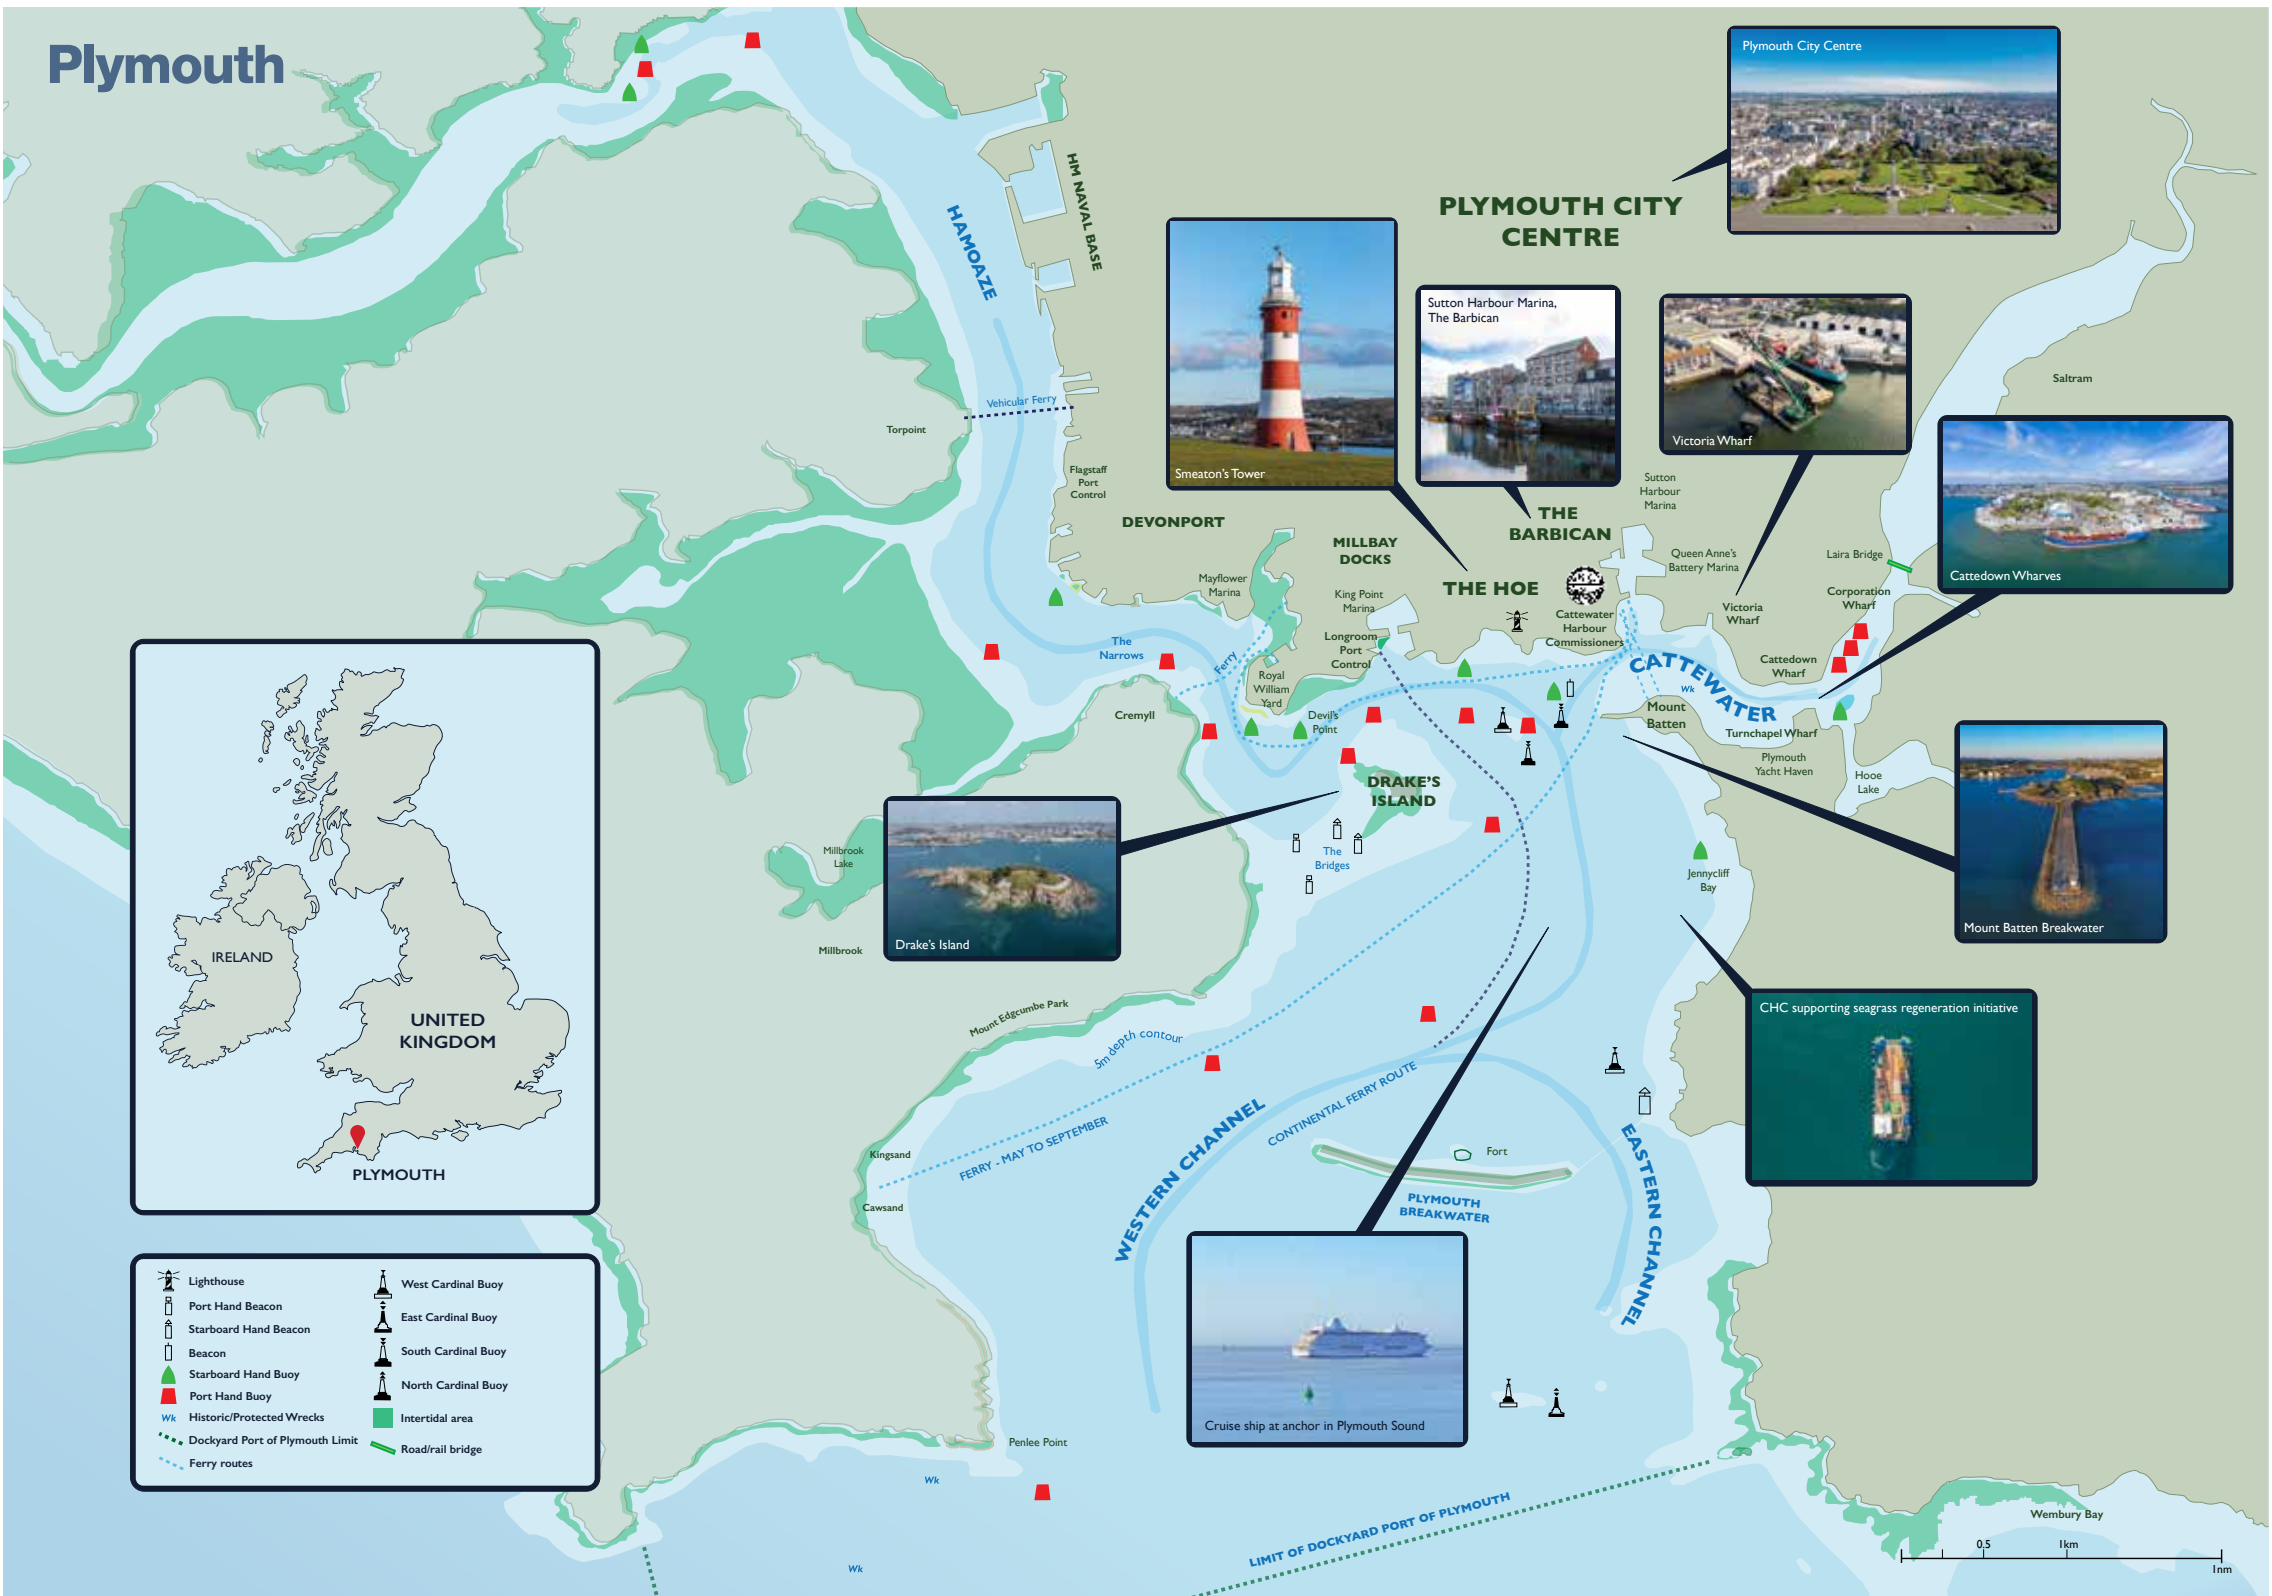 Plymouth
Plymouth City Centre
HM NAVAL BASE
HAMOAZE
PLYMOUTH CITY
CENTRE
Smeaton's Tower
Sutton Harbour Marina,
The Barbican
Victoria Wharf
Saltram
Cattedown Wharves
Vehicular Ferry
Torpoint
Flagstaff
Port
Control
DEVONPORT
MILLBAY
DOCKS
THE
BARBICAN
Sutton
Harbour
Marina
Queen Anne's
Battery Marina
Laira Bridge
Corporation
Wharf
Mayflower
Marina
King Point
Marina
THE HOE
Cattewater
Harbour
Commissioners
Victoria
Wharf
Longroom
Port
Control
The
Narrows
Ferry
Royal
William
Yard
Devil's
Point
Cremyll
CATTEWATER
Wk
Cattedown
Wharf
Mount
Batten
Turnchapel Wharf
Plymouth
Yacht Haven
Hooe
Lake
DRAKE'S
ISLAND
The
Bridges
Millbrook
Lake
Millbrook
Drake's Island
Jennycliff
Bay
Mount Batten Breakwater
CHC supporting seagrass regeneration initiative
Mount Edgcumbe Park
5m depth contour
Kingsand
Cawsand
FERRY - MAY TO SEPTEMBER
WESTERN CHANNEL
CONTINENTAL FERRY ROUTE
Fort
PLYMOUTH
BREAKWATER
EASTERN CHANNEL
Cruise ship at anchor in Plymouth Sound
Penlee Point
Wk
Wk
LIMIT OF DOCKYARD PORT OF PLYMOUTH
Wembury Bay
0.5
1km
1nm
IRELAND
UNITED
KINGDOM
PLYMOUTH
Lighthouse
Port Hand Beacon
Starboard Hand Beacon
Beacon
Starboard Hand Buoy
Port Hand Buoy
Wk Historic/Protected Wrecks
Dockyard Port of Plymouth Limit
Ferry routes
West Cardinal Buoy
East Cardinal Buoy
South Cardinal Buoy
North Cardinal Buoy
Intertidal area
Road/rail bridge